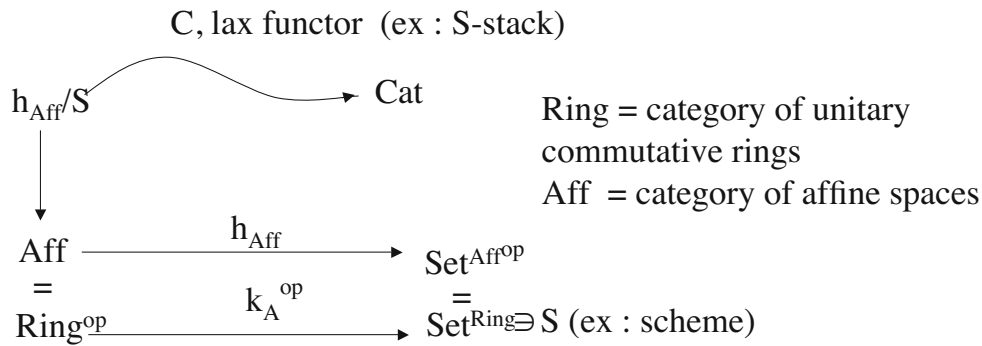 C, lax functor (ex : S-stack)
h_Aff/S
Cat
Ring = category of unitary
commutative rings
Aff = category of affine spaces
Aff
h_Aff
Set^Aff^op
=
=
Ring^op
k_A^op
Set^Ring∋ S (ex : scheme)